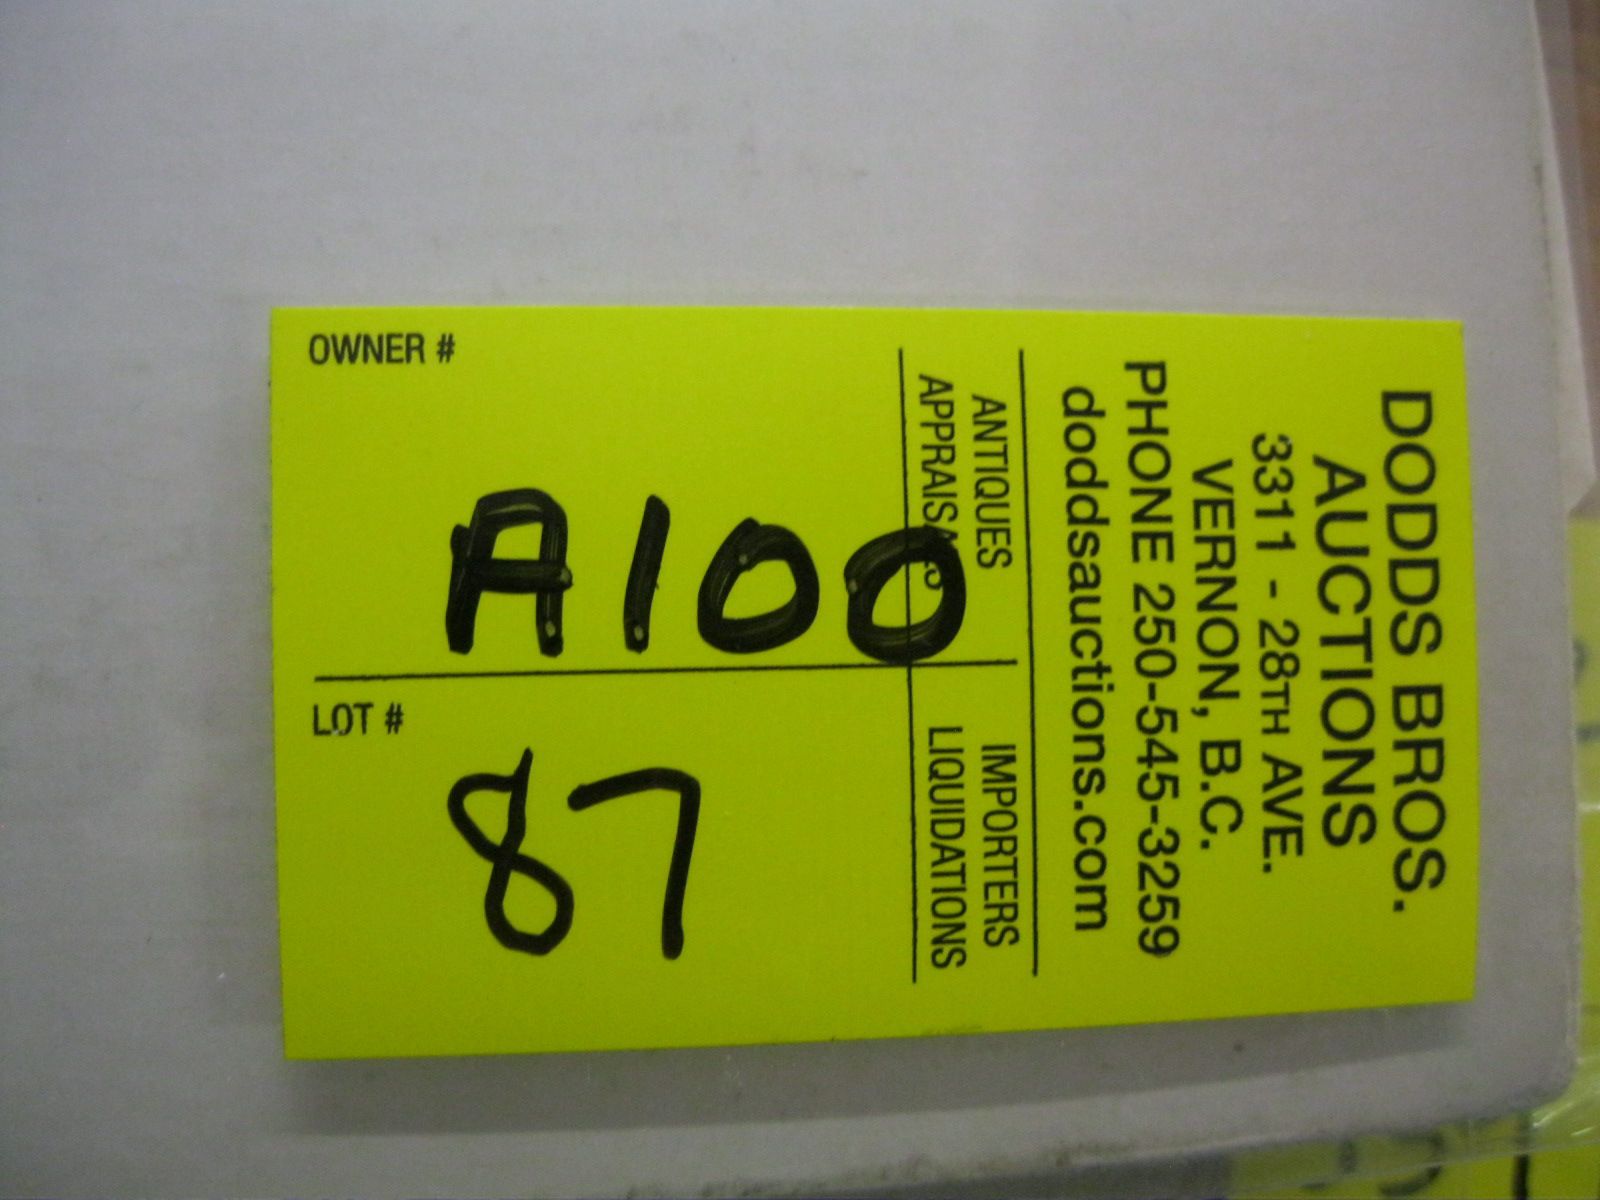 DODDS BROS.
AUCTIONS
3311 - 28TH AVE.
VERNON, B.C.
PHONE 250-545-3259
doddsauctions.com
ANTIQUES
APPRAISALS
IMPORTERS
LIQUIDATIONS
OWNER #
A100
LOT #
87